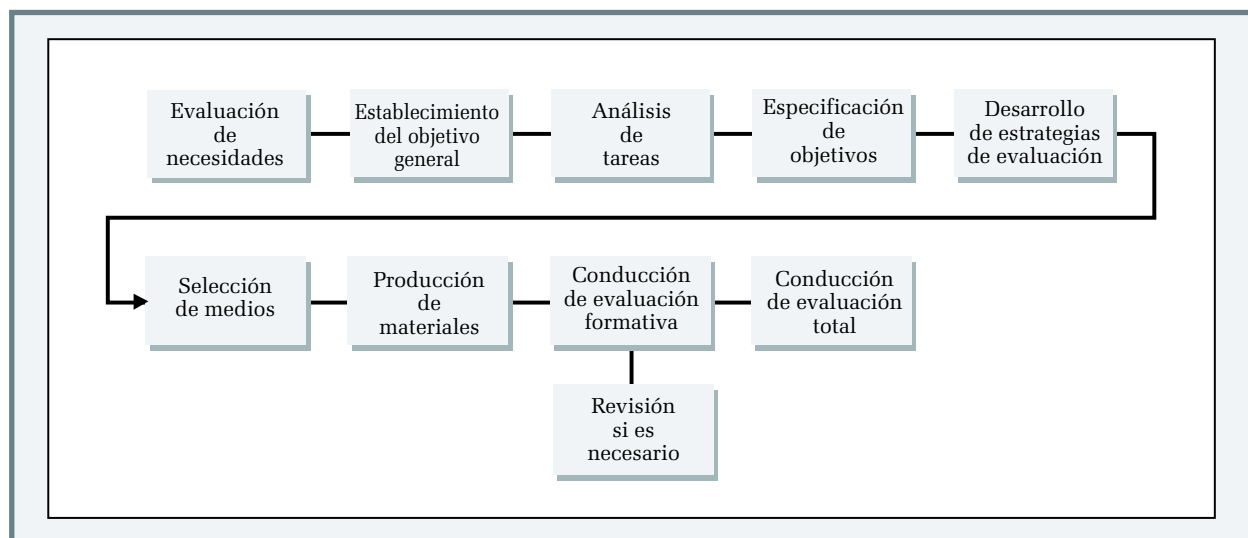 Evaluación
de
necesidades
Establecimiento
del objetivo
general
Análisis
de
tareas
Especificación
de
objetivos
Desarrollo
de estrategias
de evaluación
Selección
de medios
Producción
de
materiales
Conducción
de evaluación
formativa
Conducción
de evaluación
total
Revisión
si es
necesario